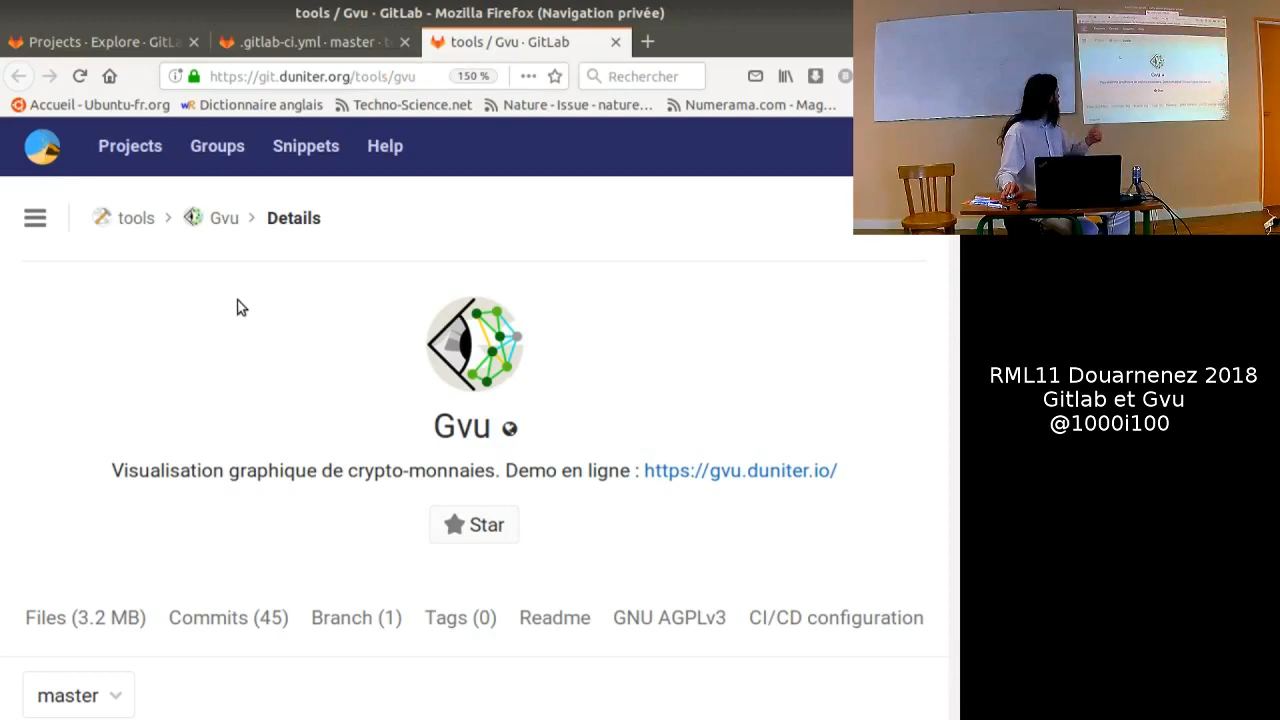 tools / Gvu · GitLab - Mozilla Firefox (Navigation privée)
Projects · Explore · GitLa
.gitlab-ci.yml · master ·
tools / Gvu · GitLab
https://git.duniter.org/tools/gvu
150 %
Rechercher
Accueil - Ubuntu-fr.org
wR Dictionnaire anglais
Techno-Science.net
Nature - Issue - nature...
Numerama.com - Mag...
Projects
Groups
Snippets
Help
tools > Gvu > Details
Gvu
Visualisation graphique de crypto-monnaies. Demo en ligne : https://gvu.duniter.io/
Star
Files (3.2 MB)
Commits (45)
Branch (1)
Tags (0)
Readme
GNU AGPLv3
CI/CD configuration
master
RML11 Douarnenez 2018
Gitlab et Gvu
@1000i100